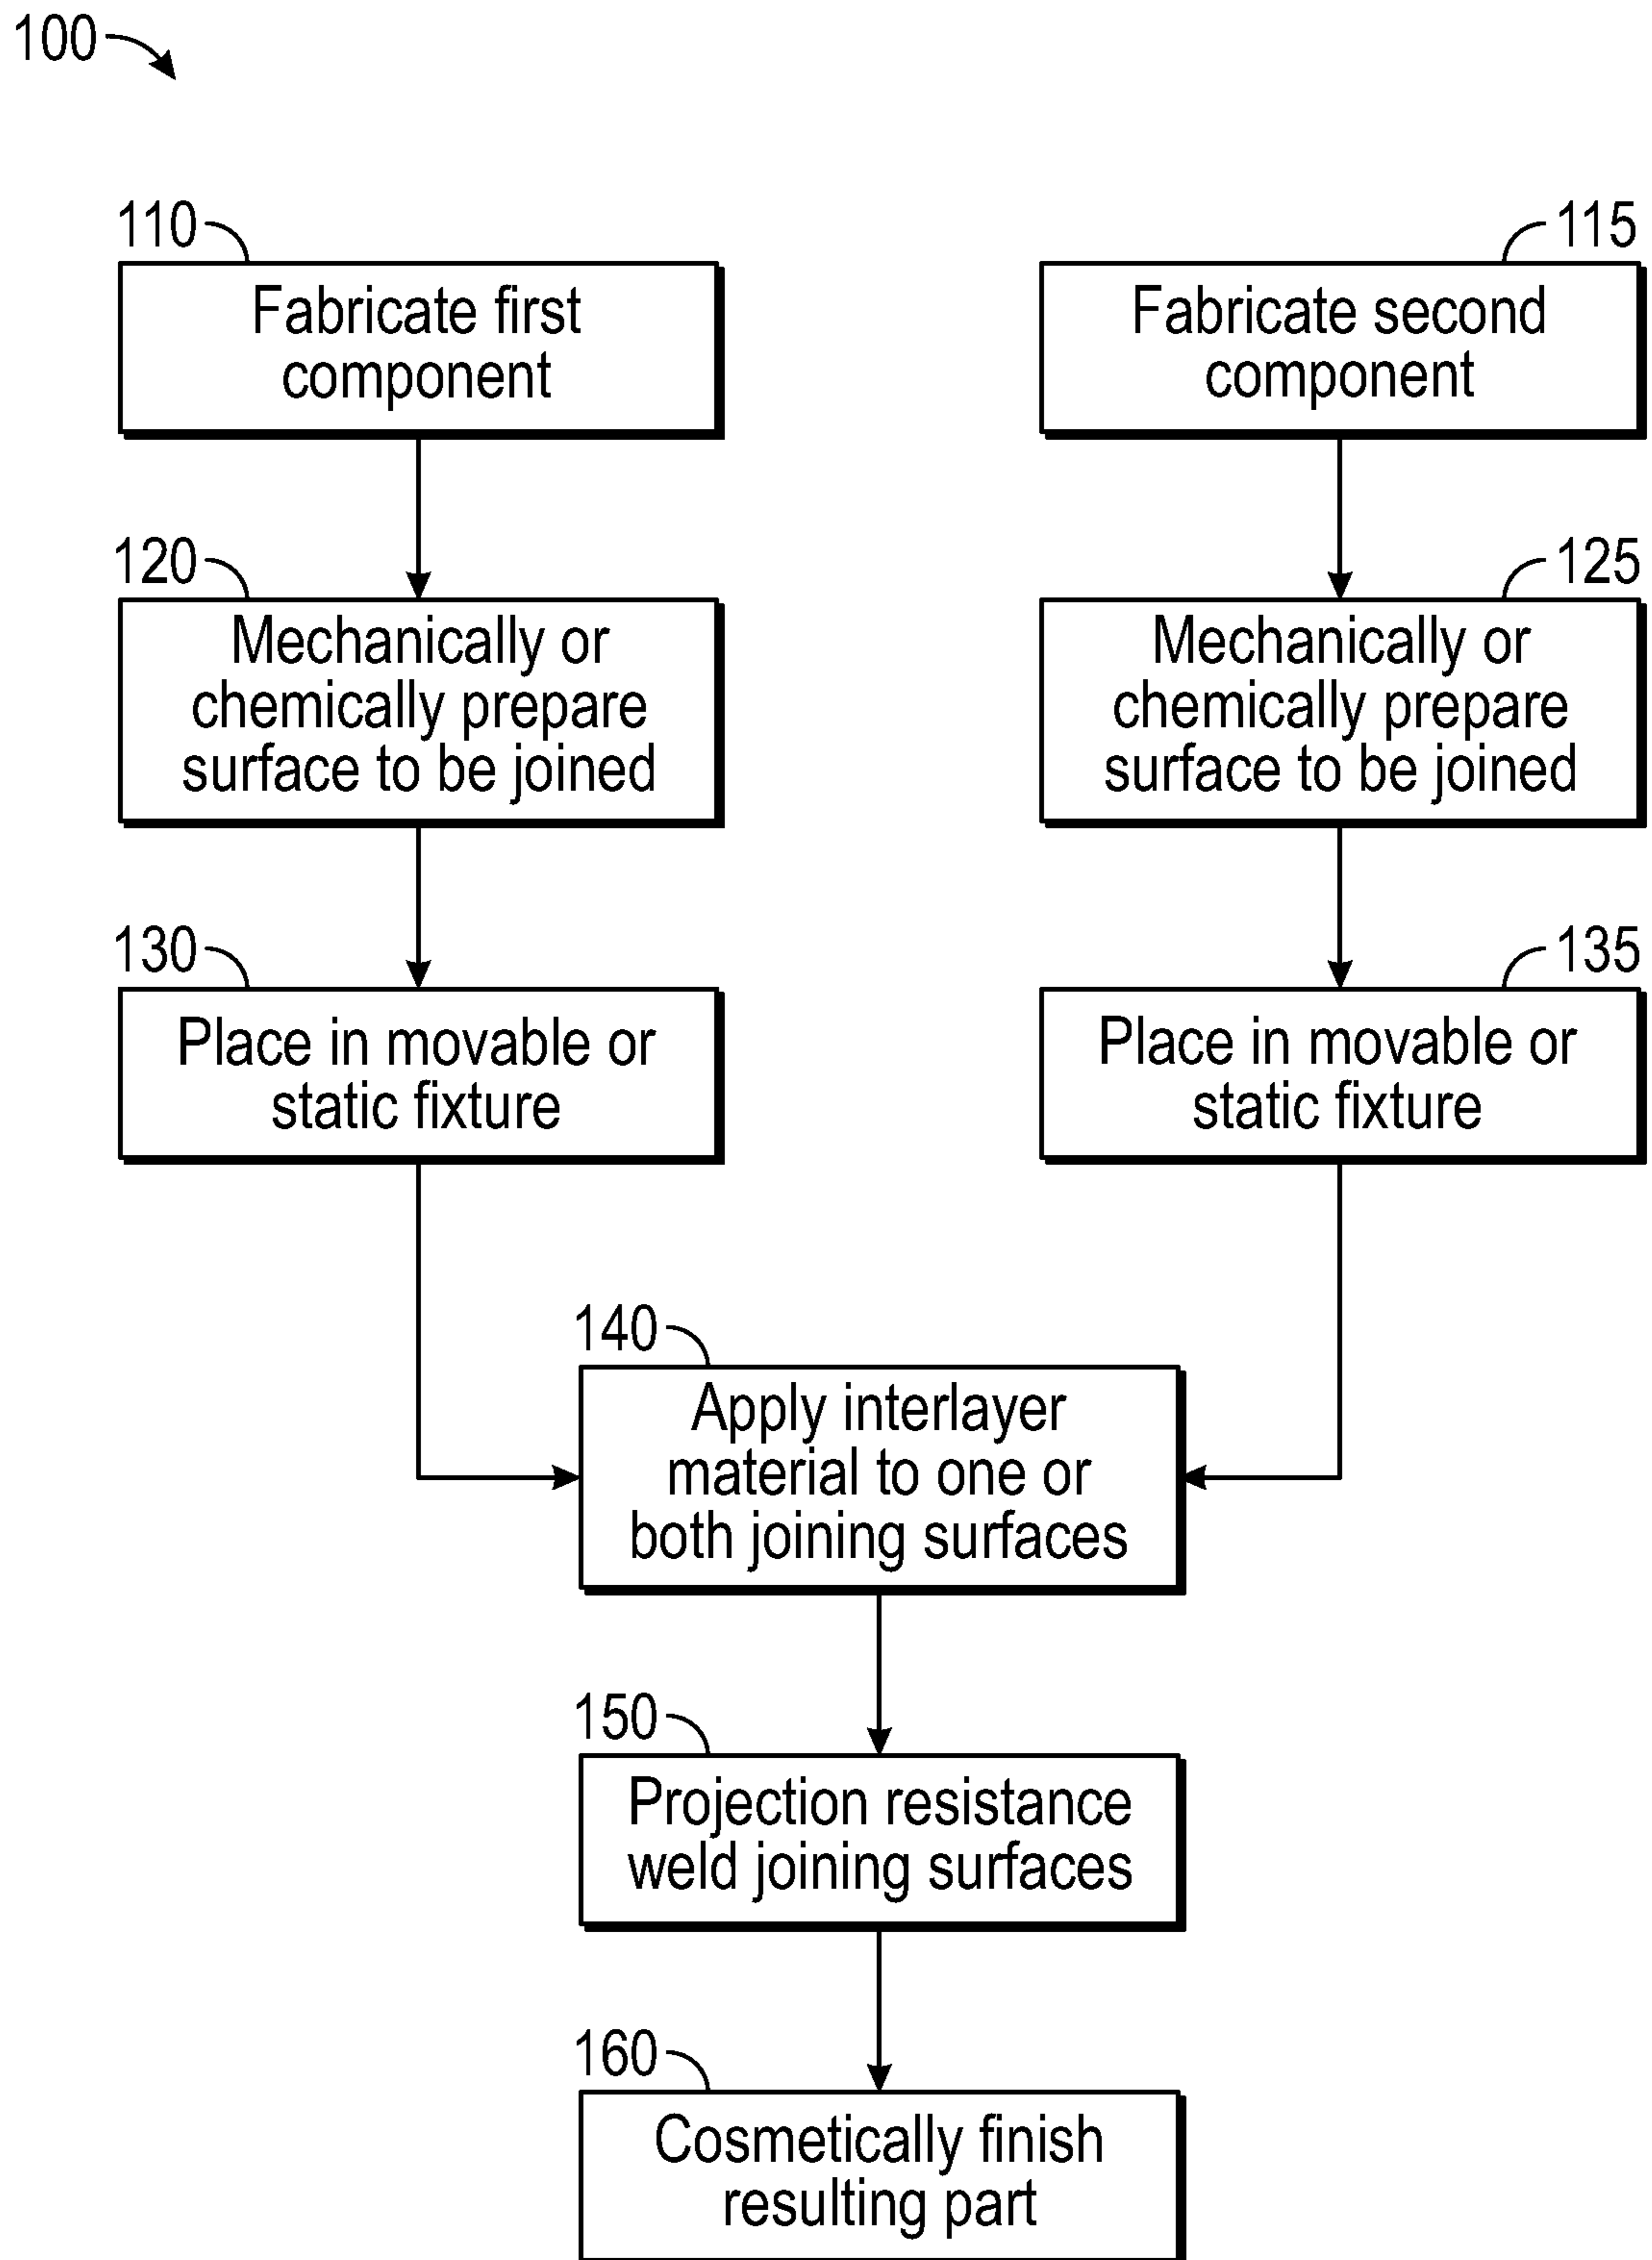 100
110
Fabricate first
component
115
Fabricate second
component
120
Mechanically or
chemically prepare
surface to be joined
125
Mechanically or
chemically prepare
surface to be joined
130
Place in movable or
static fixture
135
Place in movable or
static fixture
140
Apply interlayer
material to one or
both joining surfaces
150
Projection resistance
weld joining surfaces
160
Cosmetically finish
resulting part